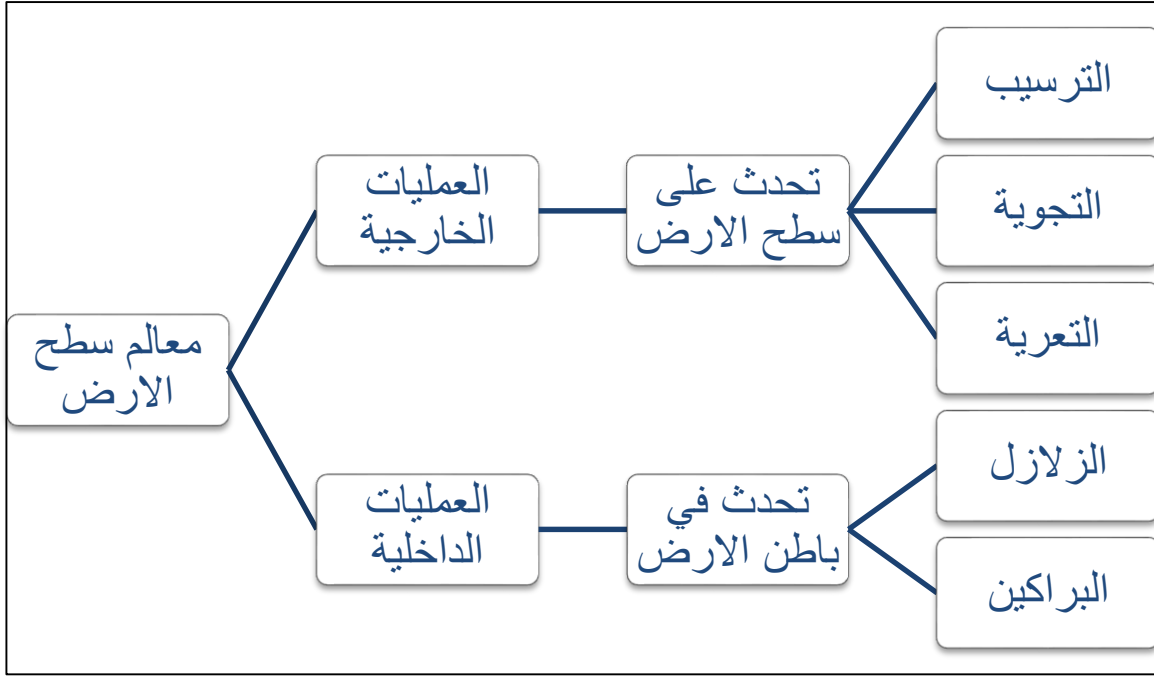 معالم سطح
الارض
العمليات
الخارجية
تحدث على
سطح الارض
الترسيب
التجوية
التعرية
العمليات
الداخلية
تحدث في
باطن الارض
الزلازل
البراكين